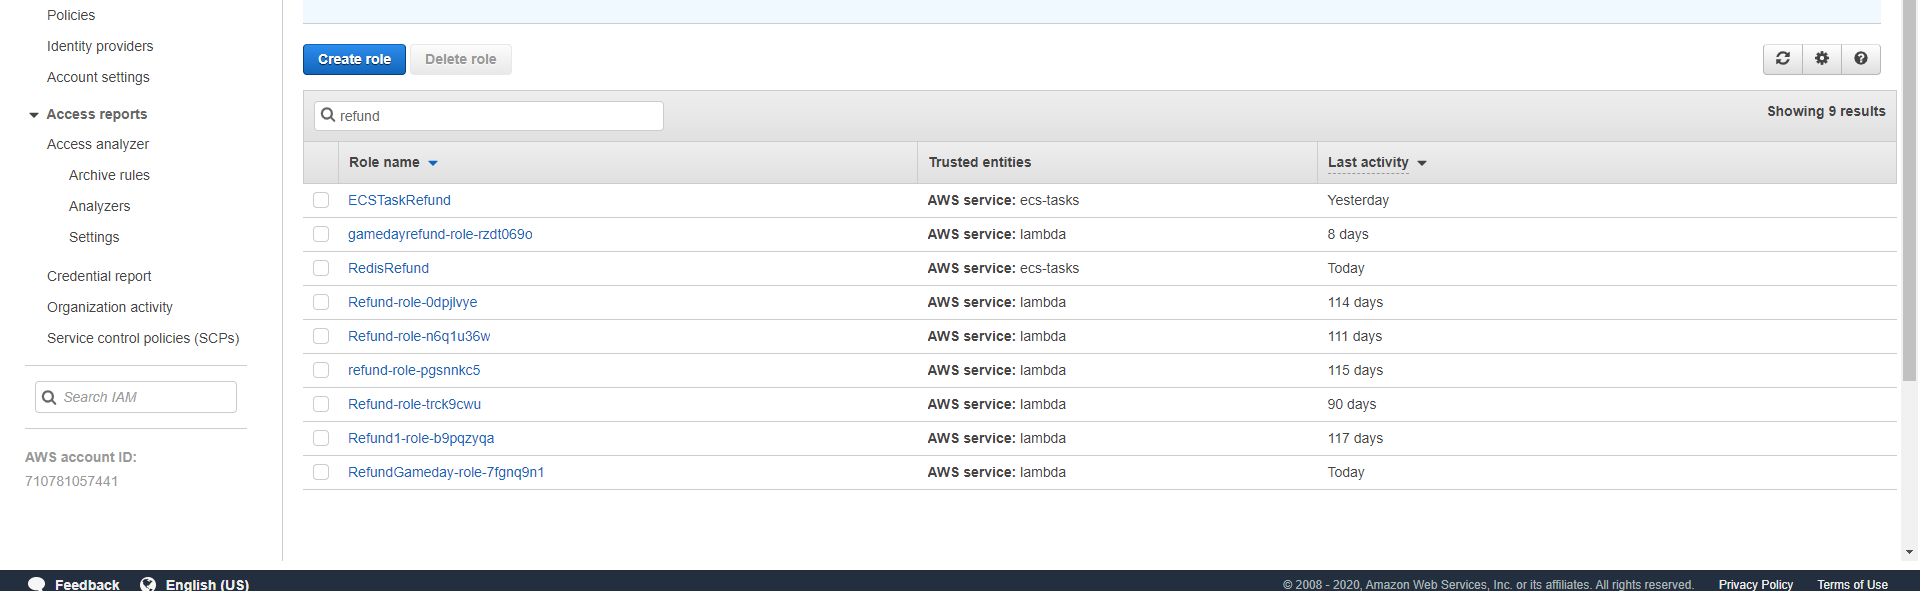 Policies
Identity providers
Account settings
Access reports
Access analyzer
Archive rules
Analyzers
Settings
Credential report
Organization activity
Service control policies (SCPs)
Search IAM
AWS account ID:
710781057441
Create role Delete role
refund
Showing 9 results
Role name Trusted entities Last activity
ECSTaskRefund AWS service: ecs-tasks Yesterday
gamedayrefund-role-rzdt069o AWS service: lambda 8 days
RedisRefund AWS service: ecs-tasks Today
Refund-role-0dpjlvye AWS service: lambda 114 days
Refund-role-n6q1u36w AWS service: lambda 111 days
refund-role-pgsnnkc5 AWS service: lambda 115 days
Refund-role-trck9cwu AWS service: lambda 90 days
Refund1-role-b9pqzyqa AWS service: lambda 117 days
RefundGameday-role-7fgnq9n1 AWS service: lambda Today
Feedback English (US) © 2008 - 2020, Amazon Web Services, Inc. or its affiliates. All rights reserved. Privacy Policy Terms of Use